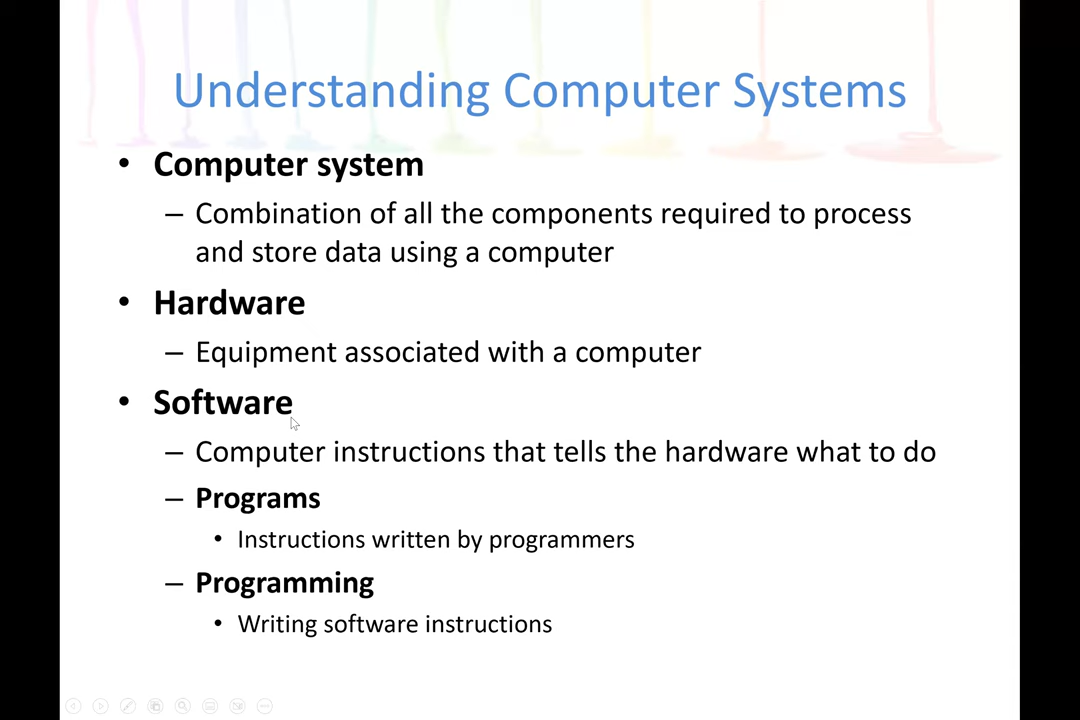 Understanding Computer Systems
• Computer system
– Combination of all the components required to process
and store data using a computer
• Hardware
– Equipment associated with a computer
• Software
– Computer instructions that tells the hardware what to do
– Programs
• Instructions written by programmers
– Programming
• Writing software instructions